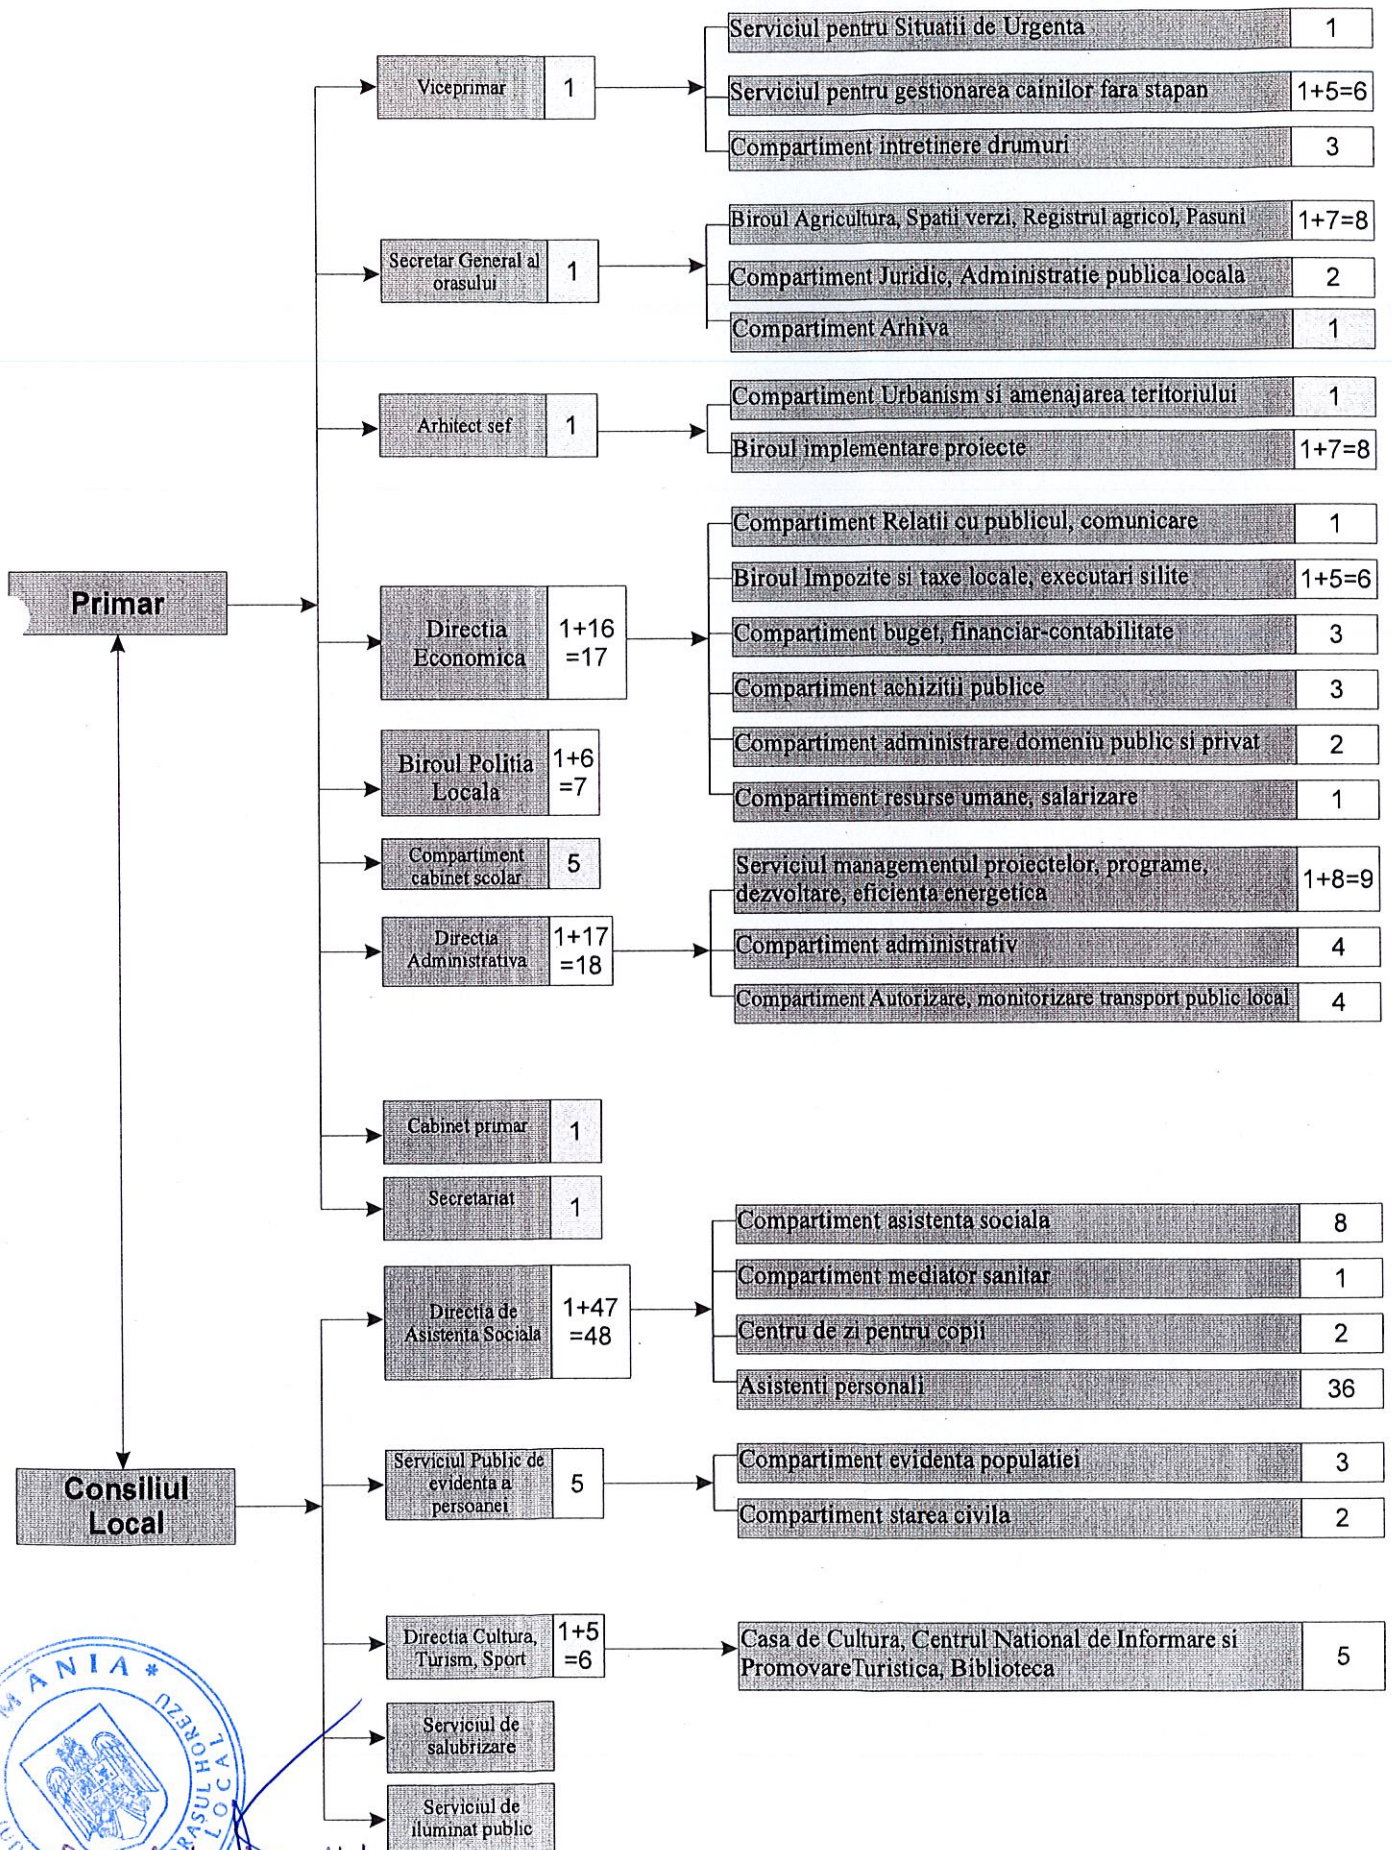 Serviciul pentru Situatii de Urgenta 1
Viceprimar 1
Serviciul pentru gestionarea cainilor fara stapan 1+5=6
Compartiment intretinere drumuri 3
Biroul Agricultura, Spatii verzi, Registrul agricol, Pasuni 1+7=8
Secretar General al
orasului
1
Compartiment Juridic, Administratie publica locala 2
Compartiment Arhiva 1
Compartiment Urbanism si amenajarea teritoriului 1
Arhitect sef 1
Biroul implementare proiecte 1+7=8
Compartiment Relatii cu publicul, comunicare 1
Biroul Impozite si taxe locale, executari silite 1+5=6
Primar
Directia
Economica
1+16
=17
Compartiment buget, financiar-contabilitate 3
Compartiment achizitii publice 3
Compartiment administrare domeniu public si privat 2
Biroul Politia
Locala
1+6
=7
Compartiment resurse umane, salarizare 1
Compartiment
cabinet scolar
5
Serviciul managementul proiectelor, programe,
dezvoltare, eficienta energetica
1+8=9
Directia
Administrativa
1+17
=18
Compartiment administrativ 4
Compartiment Autorizare, monitorizare transport public local 4
Cabinet primar 1
Secretariat 1
Compartiment asistenta sociala 8
Compartiment mediator sanitar 1
Directia de
Asistenta Sociala
1+47
=48
Centru de zi pentru copii 2
Asistenti personali 36
Consiliul
Local
Serviciul Public de
evidenta a
persoanei
5
Compartiment evidenta populatiei 3
Compartiment starea civila 2
Directia Cultura,
Turism, Sport
1+5
=6
Casa de Cultura, Centrul National de Informare si
PromovareTuristica, Biblioteca
5
Serviciul de
salubrizare
Serviciul de
iluminat public
MÂNIA *
ORAȘUL HOREZU
LOCAL